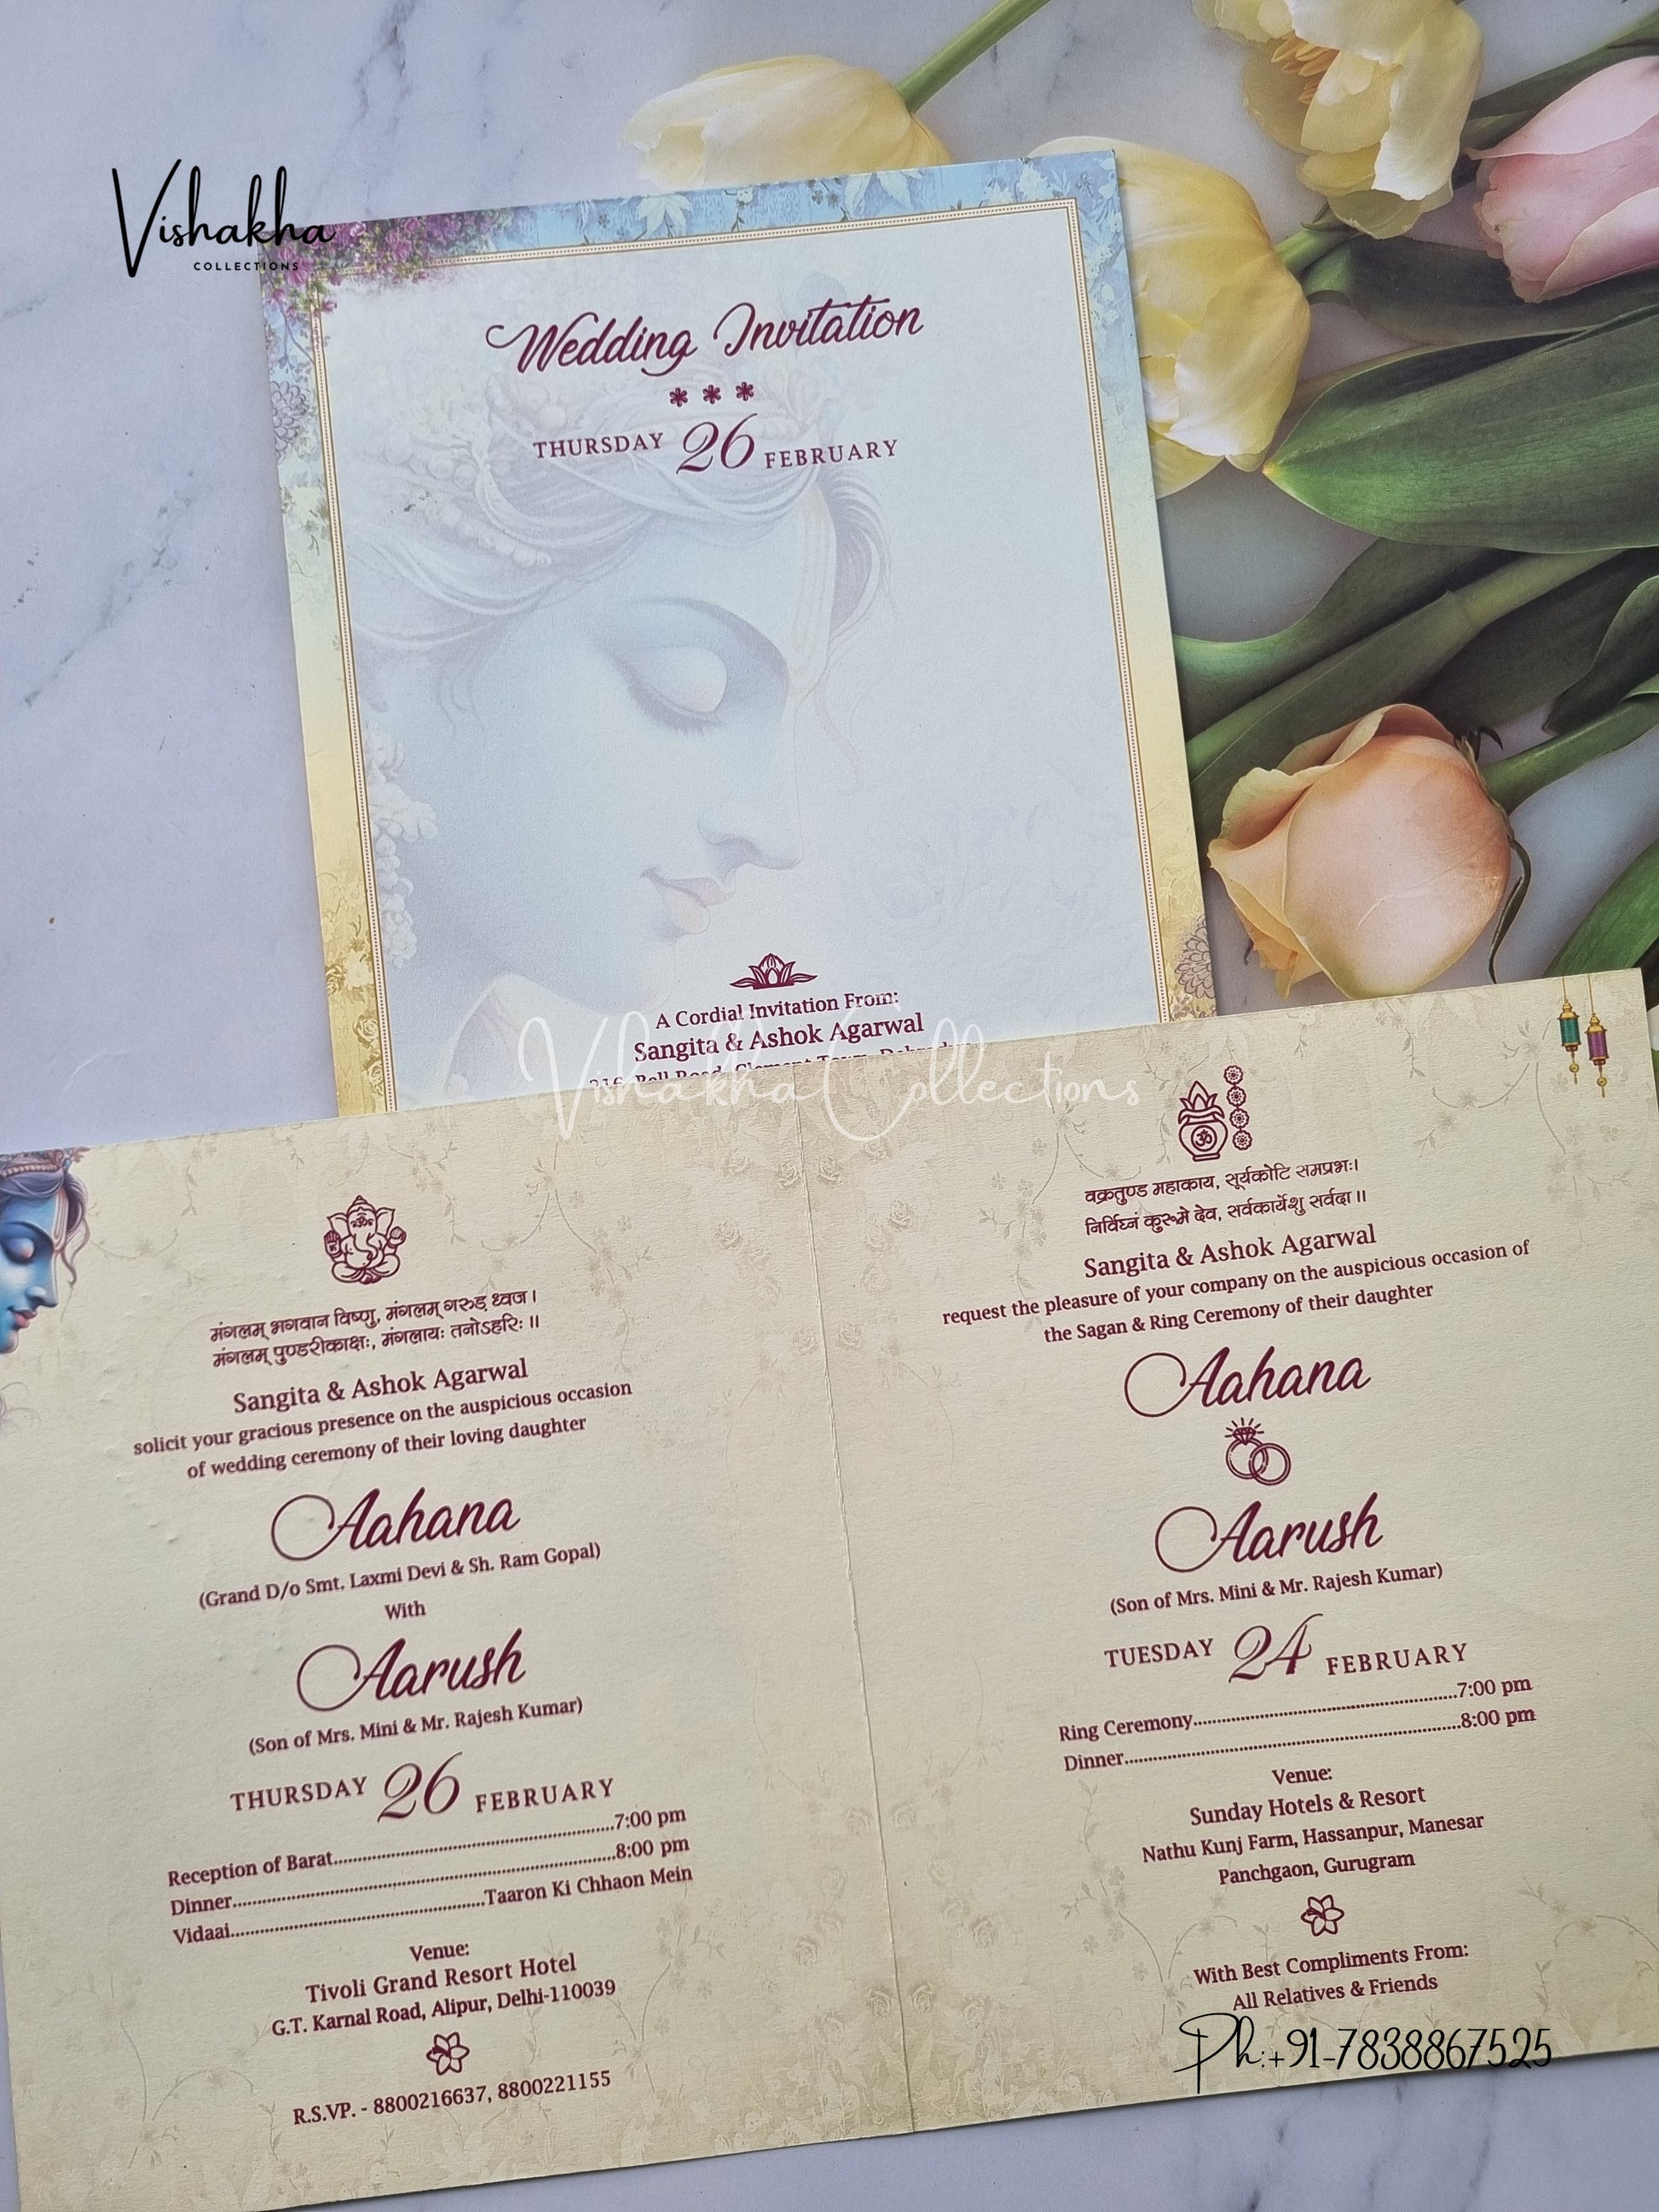 Vishakha
COLLECTIONS
Wedding Invitation
THURSDAY 26 FEBRUARY
A Cordial Invitation From:
Sangita & Ashok Agarwal
Road, Clement Town,
Vishakha Collections
मंगलम् भगवान विष्णु, मंगलम् गरुड़ ध्वज।
मंगलम् पुण्डरीकाक्षः, मंगलायः तनोऽहरिः॥
Sangita & Ashok Agarwal
solicit your gracious presence on the auspicious occasion
of wedding ceremony of their loving daughter
Aahana
(Grand D/o Smt. Laxmi Devi & Sh. Ram Gopal)
With
Aarush
(Son of Mrs. Mini & Mr. Rajesh Kumar)
THURSDAY 26 FEBRUARY
Reception of Barat....................7:00 pm
Dinner....................8:00 pm
Vidaai....................Taaron Ki Chhaon Mein
Venue:
Tivoli Grand Resort Hotel
G.T. Karnal Road, Alipur, Delhi-110039
R.S.VP. - 8800216637, 8800221155
ॐ
वक्रतुण्ड महाकाय, सूर्यकोटि समप्रभः।
निर्विघ्नं कुरूमे देव, सर्वकार्येशु सर्वदा॥
Sangita & Ashok Agarwal
request the pleasure of your company on the auspicious occasion of
the Sagan & Ring Ceremony of their daughter
Aahana
Aarush
(Son of Mrs. Mini & Mr. Rajesh Kumar)
TUESDAY 24 FEBRUARY
Ring Ceremony....................7:00 pm
Dinner....................8:00 pm
Venue:
Sunday Hotels & Resort
Nathu Kunj Farm, Hassanpur, Manesar
Panchgaon, Gurugram
With Best Compliments From:
All Relatives & Friends
Ph:+91-7838867525